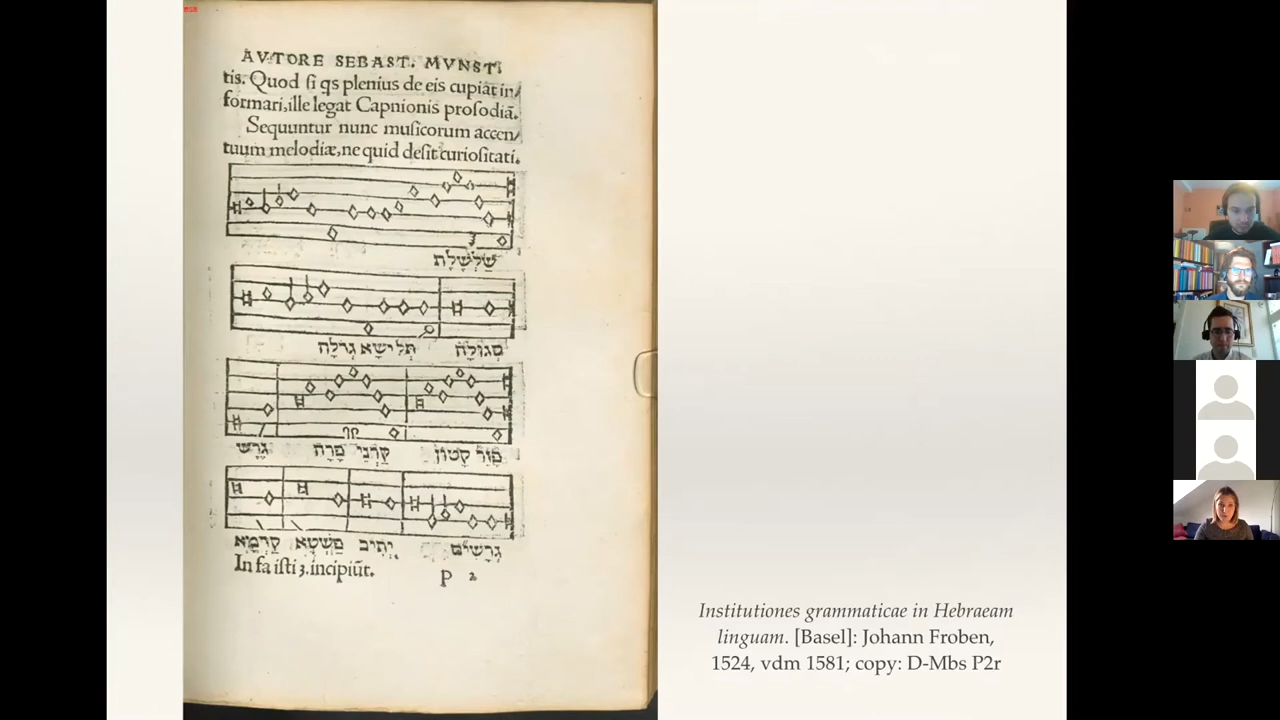 AVTORE SEBAST. MVNST.
tis. Quod ſi qs plenius de eis cupiat in/
formari, ille legat Capnionis proſodiã.
Sequuntur nunc muſicorum accen/
tuum melodiæ, ne quid deſit curioſitati.
שַׁלְשֶׁלֶת
סְגוֹלָה תְּלִישָא גְדֹלָה
פָּזֵר קָטוֹן קַרְנֵי פָרָה גֶּרֶשׁ
גְּרָשַׁיִם יְתִיב פַּשְׁטָא קַדְמָא
In fa iſti 3. incipiũt.
P 2
Institutiones grammaticae in Hebraeam
linguam. [Basel]: Johann Froben,
1524, vdm 1581; copy: D-Mbs P2r